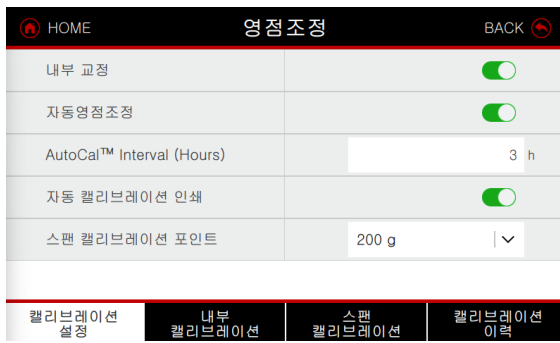 HOME 영점조정 BACK
내부 교정
자동영점조정
AutoCal™ Interval (Hours) 3 h
자동 캘리브레이션 인쇄
스팬 캘리브레이션 포인트 200 g
캘리브레이션 설정
내부 캘리브레이션
스팬 캘리브레이션
캘리브레이션 이력